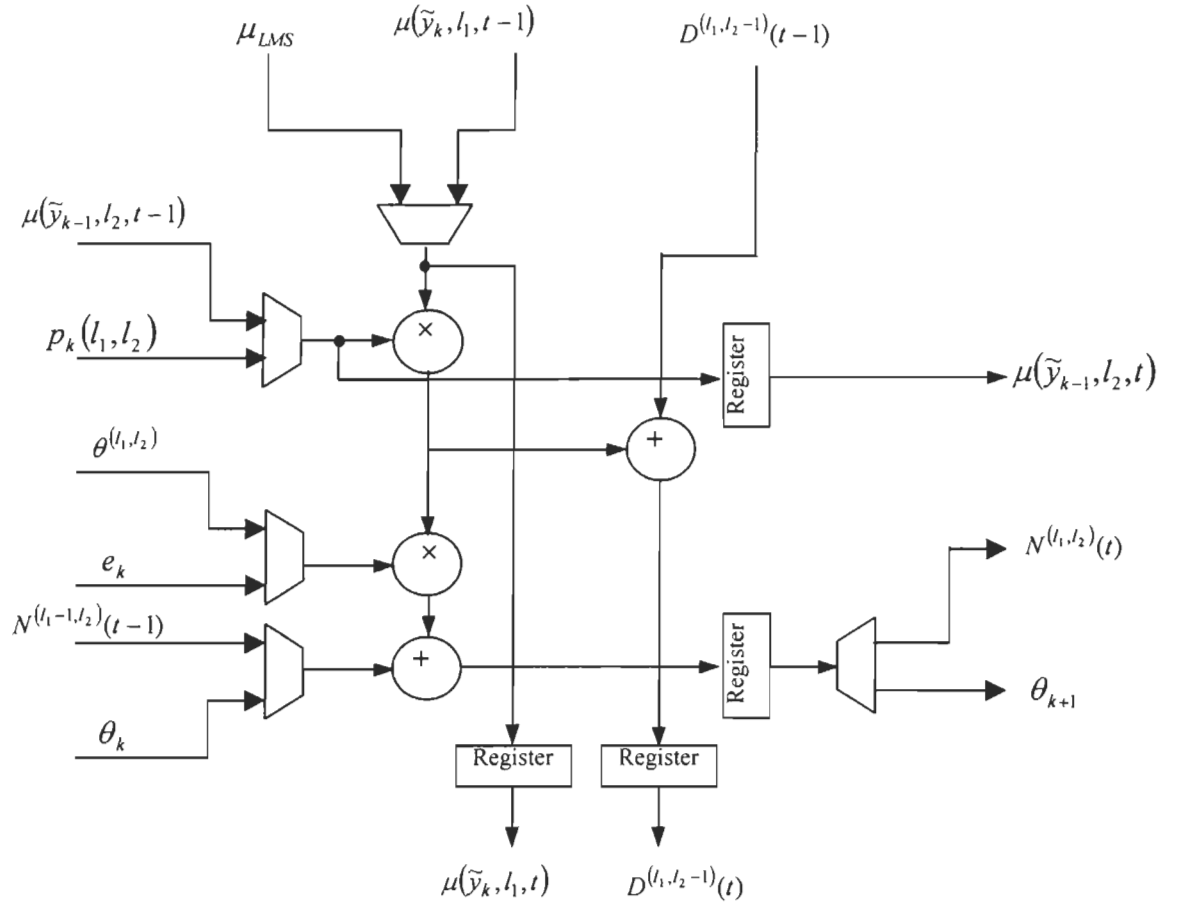 μ_LMS
μ(ỹ_k, l_1, t−1)
D^(l_1,l_2−1)(t−1)
μ(ỹ_{k−1}, l_2, t−1)
p_k(l_1, l_2)
×
Register
μ(ỹ_{k−1}, l_2, t)
θ^(l_1,l_2)
+
e_k
×
N^(l_1,l_2)(t)
N^(l_1−1,l_2)(t−1)
+
Register
θ_k
θ_{k+1}
Register
Register
μ(ỹ_k, l_1, t)
D^(l_1,l_2−1)(t)